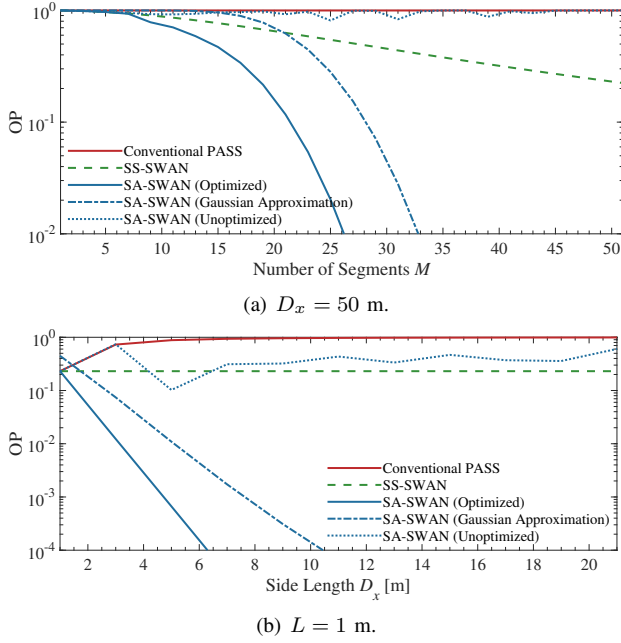 10^0
10^-1
10^-2
OP
Conventional PASS
SS-SWAN
SA-SWAN (Optimized)
SA-SWAN (Gaussian Approximation)
SA-SWAN (Unoptimized)
5 10 15 20 25 30 35 40 45 50
Number of Segments M
(a) D_x = 50 m.
10^0
10^-1
10^-2
10^-3
10^-4
OP
Conventional PASS
SS-SWAN
SA-SWAN (Optimized)
SA-SWAN (Gaussian Approximation)
SA-SWAN (Unoptimized)
2 4 6 8 10 12 14 16 18 20
Side Length D_x [m]
(b) L = 1 m.